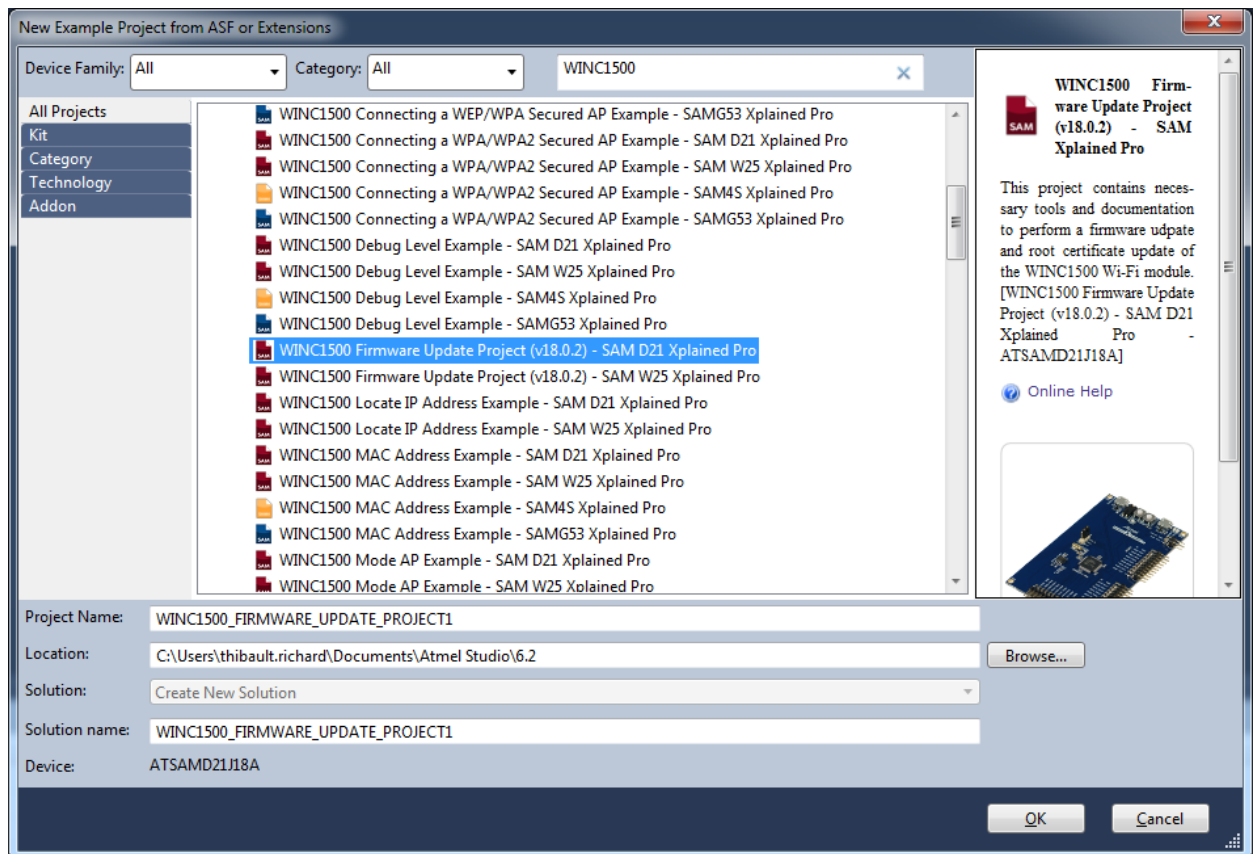 New Example Project from ASF or Extensions
Device Family: All Category: All WINC1500
All Projects
Kit
Category
Technology
Addon
WINC1500 Connecting a WEP/WPA Secured AP Example - SAMG53 Xplained Pro
WINC1500 Connecting a WPA/WPA2 Secured AP Example - SAM D21 Xplained Pro
WINC1500 Connecting a WPA/WPA2 Secured AP Example - SAM W25 Xplained Pro
WINC1500 Connecting a WPA/WPA2 Secured AP Example - SAM4S Xplained Pro
WINC1500 Connecting a WPA/WPA2 Secured AP Example - SAMG53 Xplained Pro
WINC1500 Debug Level Example - SAM D21 Xplained Pro
WINC1500 Debug Level Example - SAM W25 Xplained Pro
WINC1500 Debug Level Example - SAM4S Xplained Pro
WINC1500 Debug Level Example - SAMG53 Xplained Pro
WINC1500 Firmware Update Project (v18.0.2) - SAM D21 Xplained Pro
WINC1500 Firmware Update Project (v18.0.2) - SAM W25 Xplained Pro
WINC1500 Locate IP Address Example - SAM D21 Xplained Pro
WINC1500 Locate IP Address Example - SAM W25 Xplained Pro
WINC1500 MAC Address Example - SAM D21 Xplained Pro
WINC1500 MAC Address Example - SAM W25 Xplained Pro
WINC1500 MAC Address Example - SAM4S Xplained Pro
WINC1500 MAC Address Example - SAMG53 Xplained Pro
WINC1500 Mode AP Example - SAM D21 Xplained Pro
WINC1500 Mode AP Example - SAM W25 Xplained Pro
SAM
WINC1500 Firm-
ware Update Project
(v18.0.2) - SAM
Xplained Pro
This project contains neces-
sary tools and documentation
to perform a firmware udpate
and root certificate update of
the WINC1500 Wi-Fi module.
[WINC1500 Firmware Update
Project (v18.0.2) - SAM D21
Xplained Pro -
ATSAMD21J18A]
Online Help
Project Name: WINC1500_FIRMWARE_UPDATE_PROJECT1
Location: C:\Users\thibault.richard\Documents\Atmel Studio\6.2 Browse...
Solution: Create New Solution
Solution name: WINC1500_FIRMWARE_UPDATE_PROJECT1
Device: ATSAMD21J18A
OK Cancel